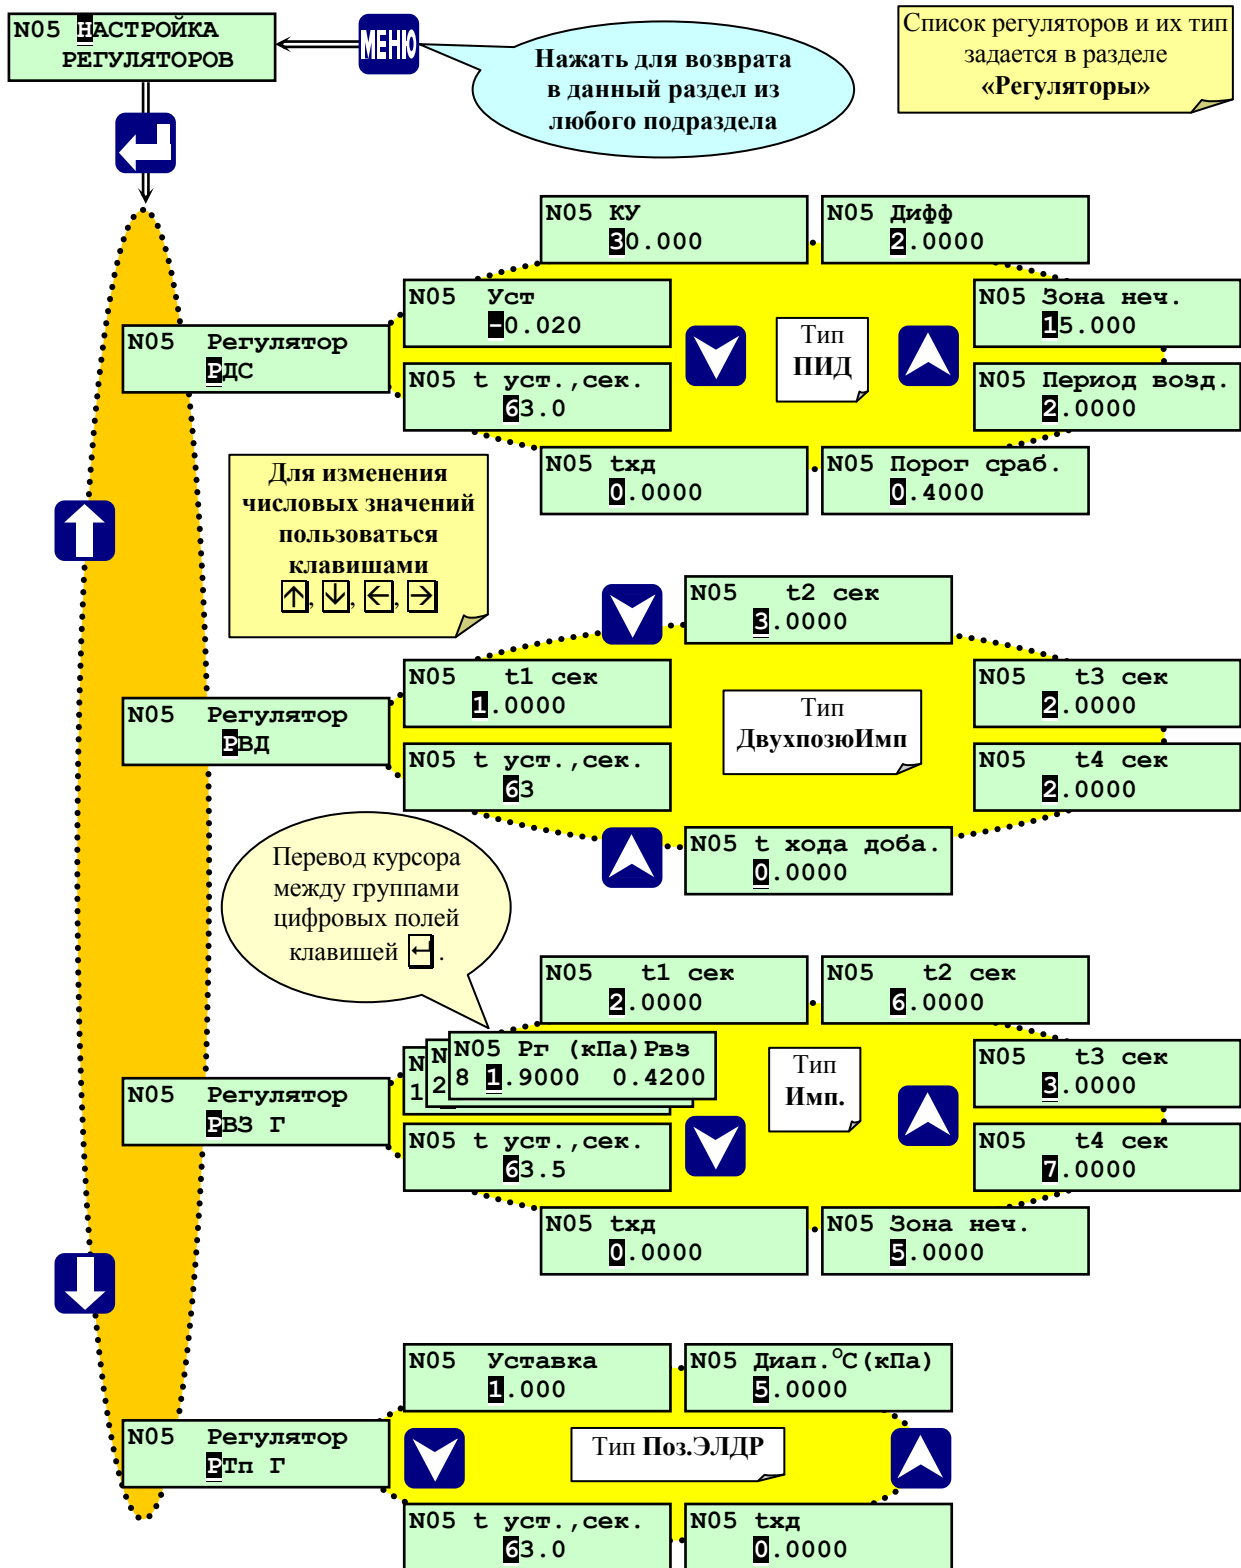 N05 НАСТРОЙКА
РЕГУЛЯТОРОВ
МЕНЮ
Нажать для возврата
в данный раздел из
любого подраздела
Список регуляторов и их тип
задается в разделе
«Регуляторы»
N05 КУ
30.000
N05 Дифф
2.0000
N05 Уст
-0.020
N05 Зона неч.
15.000
N05 Регулятор
РДС
Тип
ПИД
N05 t уст.,сек.
63.0
N05 Период возд.
2.0000
N05 tхд
0.0000
N05 Порог сраб.
0.4000
Для изменения
числовых значений
пользоваться
клавишами
↑, ↓, ←, →
N05 t2 сек
3.0000
N05 t1 сек
1.0000
N05 t3 сек
2.0000
N05 Регулятор
РВД
Тип
ДвухпозюИмп
N05 t уст.,сек.
63
N05 t4 сек
2.0000
N05 t хода доба.
0.0000
Перевод курсора
между группами
цифровых полей
клавишей ↵.
N05 t1 сек
2.0000
N05 t2 сек
6.0000
N
1
N
2
N05 Рг (кПа)Рвз
8 1.9000 0.4200
N05 t3 сек
3.0000
N05 Регулятор
РВЗ Г
Тип
Имп.
N05 t уст.,сек.
63.5
N05 t4 сек
7.0000
N05 tхд
0.0000
N05 Зона неч.
5.0000
N05 Уставка
1.000
N05 Диап.°С(кПа)
5.0000
N05 Регулятор
РТп Г
Тип Поз.ЭЛДР
N05 t уст.,сек.
63.0
N05 tхд
0.0000